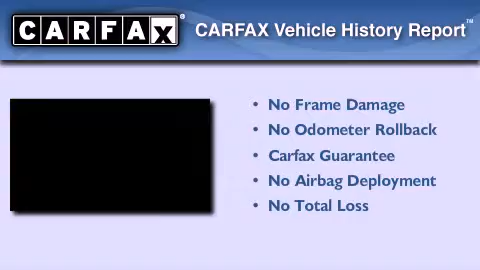 CARFAX® CARFAX Vehicle History Report™
• No Frame Damage
• No Odometer Rollback
• Carfax Guarantee
• No Airbag Deployment
• No Total Loss